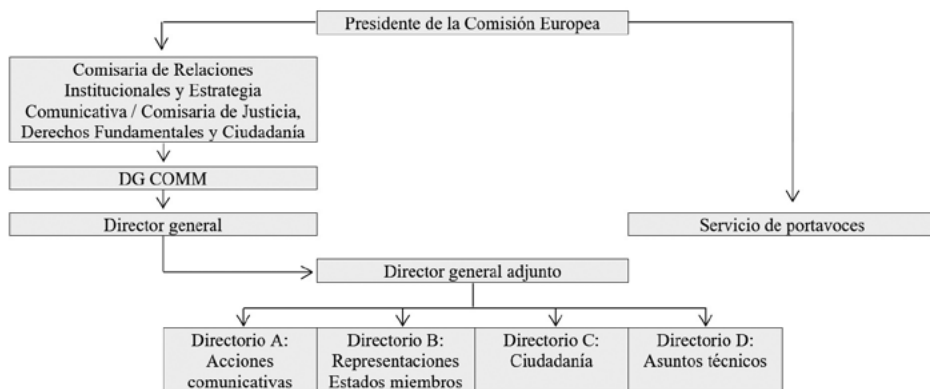 Presidente de la Comisión Europea
Comisaria de Relaciones
Institucionales y Estrategia
Comunicativa / Comisaria de Justicia,
Derechos Fundamentales y Ciudadanía
DG COMM
Director general
Servicio de portavoces
Director general adjunto
Directorio A:
Acciones
comunicativas
Directorio B:
Representaciones
Estados miembros
Directorio C:
Ciudadanía
Directorio D:
Asuntos técnicos